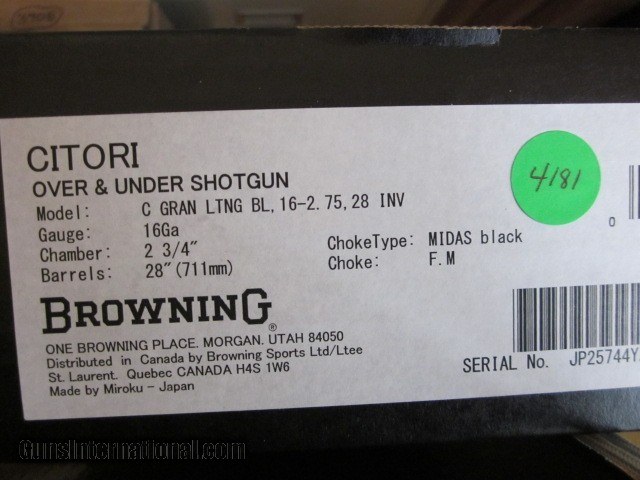 CITORI
OVER & UNDER SHOTGUN
Model: C GRAN LTNG BL, 16-2.75, 28 INV
Gauge: 16Ga
Chamber: 2 3/4" ChokeType: MIDAS black
Barrels: 28"(711mm) Choke: F.M
4181
0
BROWNING®
ONE BROWNING PLACE. MORGAN. UTAH 84050
Distributed in Canada by Browning Sports Ltd/Ltee
St. Laurent. Quebec CANADA H4S 1W6
Made by Miroku - Japan
SERIAL No. JP25744Y
GunsInternational.com